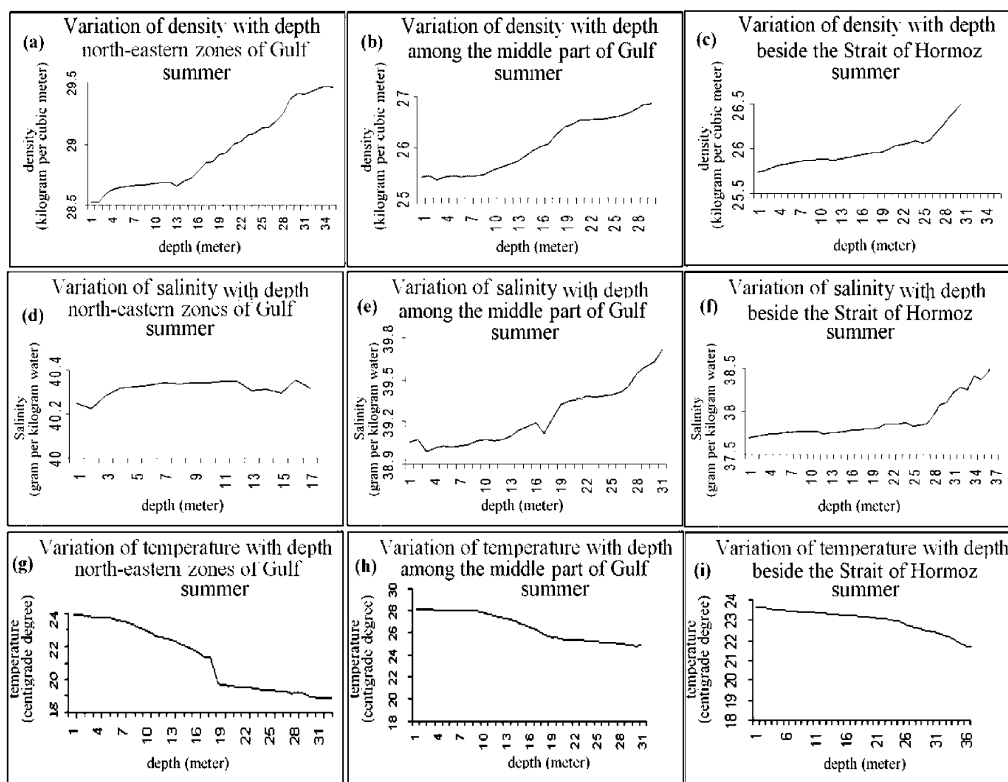 (a) Variation of density with depth
north-eastern zones of Gulf
summer
density
(kilogram per cubic meter)
29.5
29
28.5
1 4 7 10 13 16 19 22 25 28 31 34
depth (meter)
(b) Variation of density with depth
among the middle part of Gulf
summer
density
(kilogram per cubic meter)
27
26
25
1 4 7 10 13 16 19 22 25 28
depth (meter)
(c) Variation of density with depth
beside the Strait of Hormoz
summer
density
(kilogram per cubic meter)
26.5
26
25.5
1 4 7 10 13 16 19 22 25 28 31 34
depth (meter)
(d) Variation of salinity with depth
north-eastern zones of Gulf
summer
Salinity
(gram per kilogram water)
40.4
40.2
40
1 3 5 7 9 11 13 15 17
depth (meter)
(e) Variation of salinity with depth
among the middle part of Gulf
summer
Salinity
(gram per kilogram water)
39.8
39.5
39.2
38.9
1 4 7 10 13 16 19 22 25 28 31
depth (meter)
(f) Variation of salinity with depth
beside the Strait of Hormoz
summer
Salinity
(gram per kilogram water)
38.5
38
37.5
1 4 7 10 13 16 19 22 25 28 31 34 37
depth (meter)
(g) Variation of temperature with depth
north-eastern zones of Gulf
summer
temperature
(centigrade degree)
24
22
20
18
1 4 7 10 13 16 19 22 25 28 31
depth (meter)
(h) Variation of temperature with depth
among the middle part of Gulf
summer
temperature
(centigrade degree)
30
28
26
24
22
20
18
1 4 7 10 13 16 19 22 25 28 31
depth (meter)
(i) Variation of temperature with depth
beside the Strait of Hormoz
summer
temperature
(centigrade degree)
24
23
22
21
20
19
18
1 6 11 16 21 26 31 36
depth (meter)